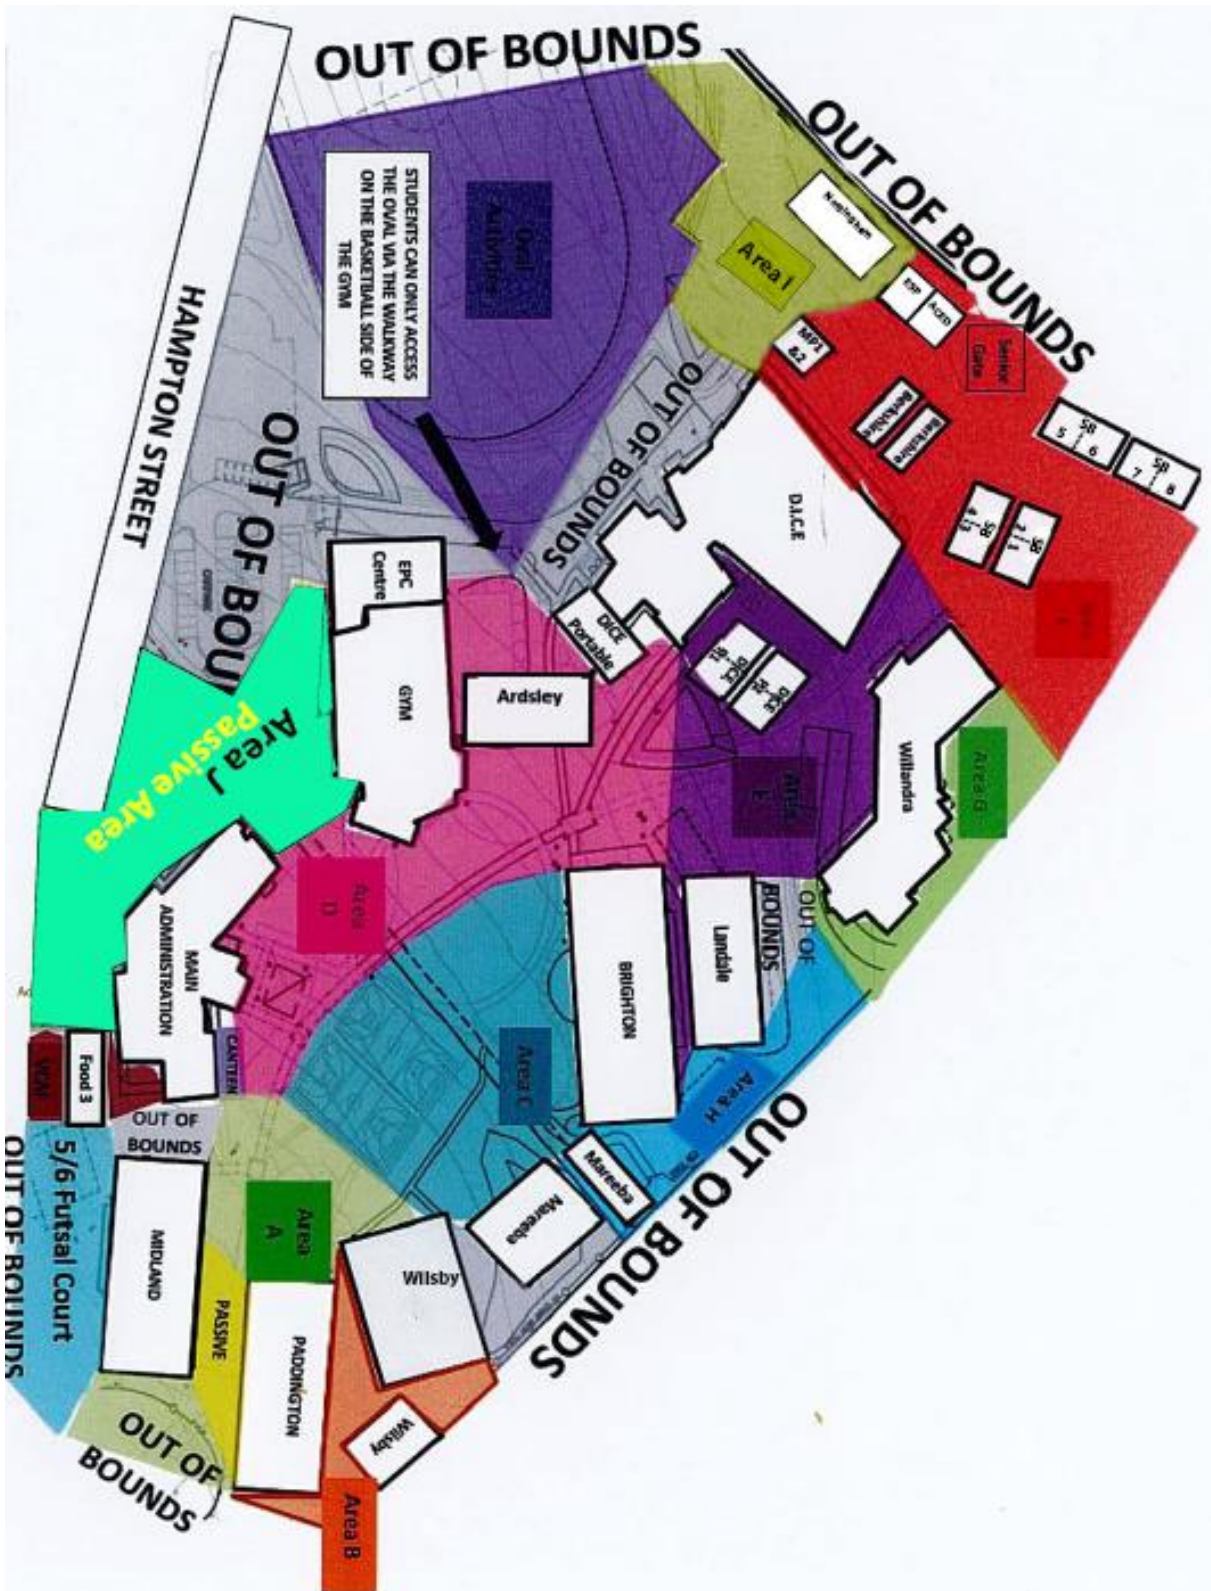 OUT OF BOUNDS
OUT OF BOUNDS
STUDENTS CAN ONLY ACCESS
THE OVAL VIA THE WALKWAY
ON THE BASKETBALL SIDE OF
THE GYM
Oval
Activities
Area I
ESP
AGED
MP1
&2
Senior
Gate
Berkshire
Berkshire
SB
5
6
SB
7
8
SB
4
3
SB
2
1
HAMPTON STREET
OUT OF BOU
OUT OF BOUNDS
D.I.C.E
EPC
Centre
DICE
Portable
GYM
Ardsley
DICE
DICE
Willandra
Area G
Area J
Passive Area
Area
D
MAIN
ADMINISTRATION
BRIGHTON
Landale
OUT OF
BOUNDS
Area C
Area H
CANTEEN
VCAL
Food 3
OUT OF
BOUNDS
OUT OF BOUNDS
5/6 Futsal Court
OUT OF BOUNDS
MIDLAND
Area
A
PASSIVE
PADDINGTON
Mareeba
Mareeba
Wilsby
Wilsby
OUT OF
BOUNDS
Area B